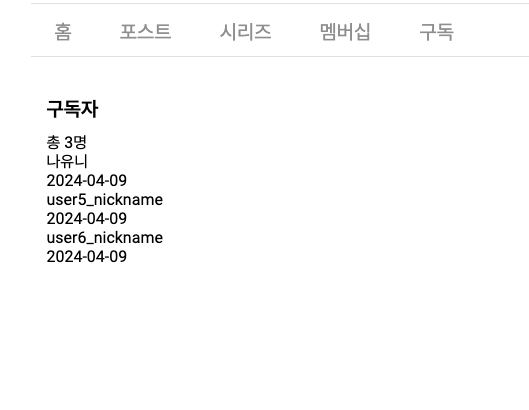 홈 포스트 시리즈 멤버십 구독
구독자
총 3명
나유니
2024-04-09
user5_nickname
2024-04-09
user6_nickname
2024-04-09